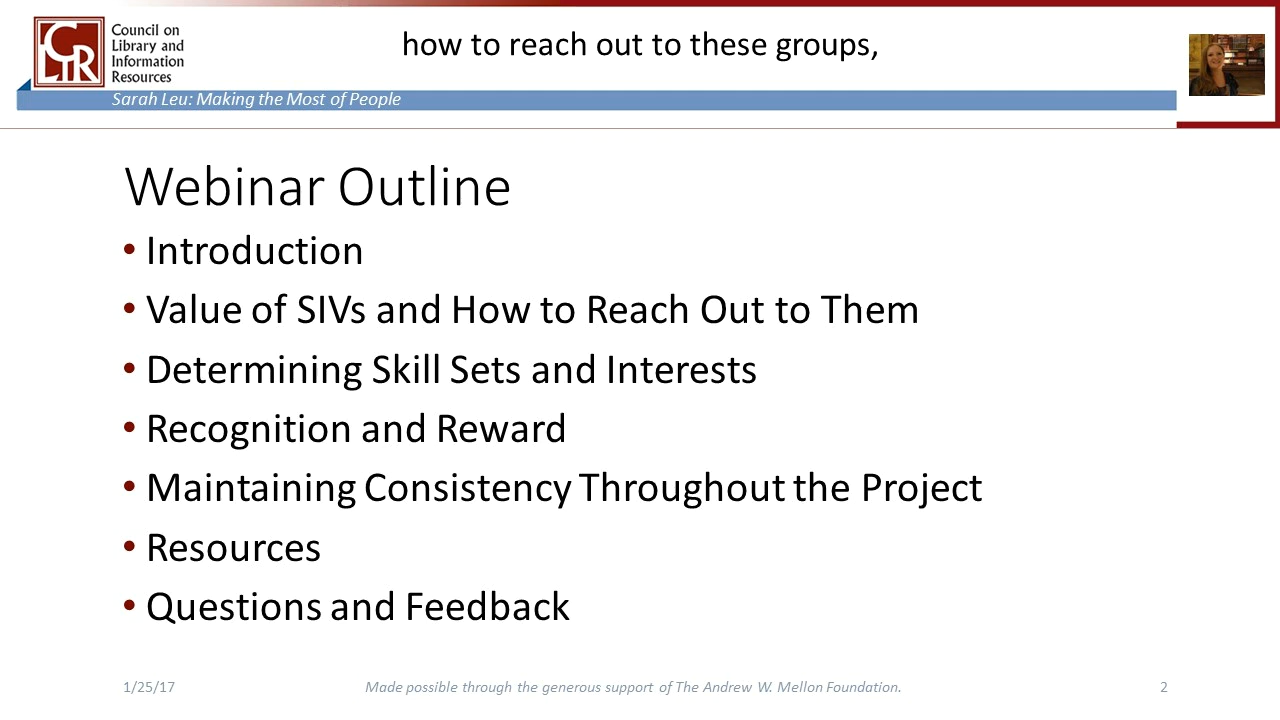 CLIR
Council on
Library and
Information
Resources
how to reach out to these groups,
Sarah Leu: Making the Most of People
Webinar Outline
• Introduction
• Value of SIVs and How to Reach Out to Them
• Determining Skill Sets and Interests
• Recognition and Reward
• Maintaining Consistency Throughout the Project
• Resources
• Questions and Feedback
1/25/17
Made possible through the generous support of The Andrew W. Mellon Foundation.
2